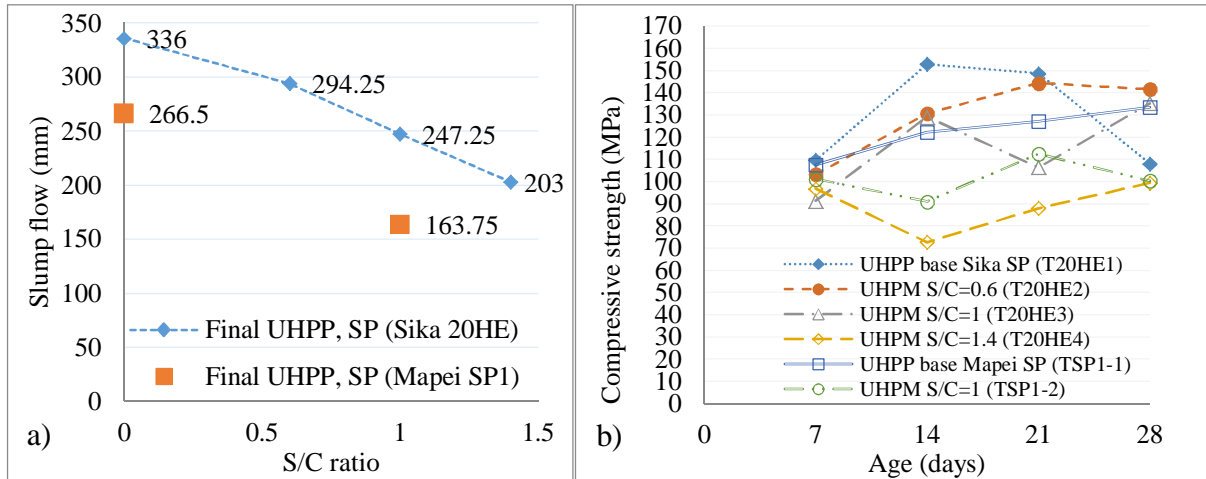 350
300
250
200
150
100
50
0
Slump flow (mm)
336
294.25
266.5
247.25
203
163.75
Final UHPP, SP (Sika 20HE)
Final UHPP, SP (Mapei SP1)
0
0.5
1
1.5
S/C ratio
a)
170
160
150
140
130
120
110
100
90
80
70
60
50
40
30
20
10
0
Compressive strength (MPa)
UHPP base Sika SP (T20HE1)
UHPM S/C=0.6 (T20HE2)
UHPM S/C=1 (T20HE3)
UHPM S/C=1.4 (T20HE4)
UHPP base Mapei SP (TSP1-1)
UHPM S/C=1 (TSP1-2)
0
7
14
21
28
Age (days)
b)